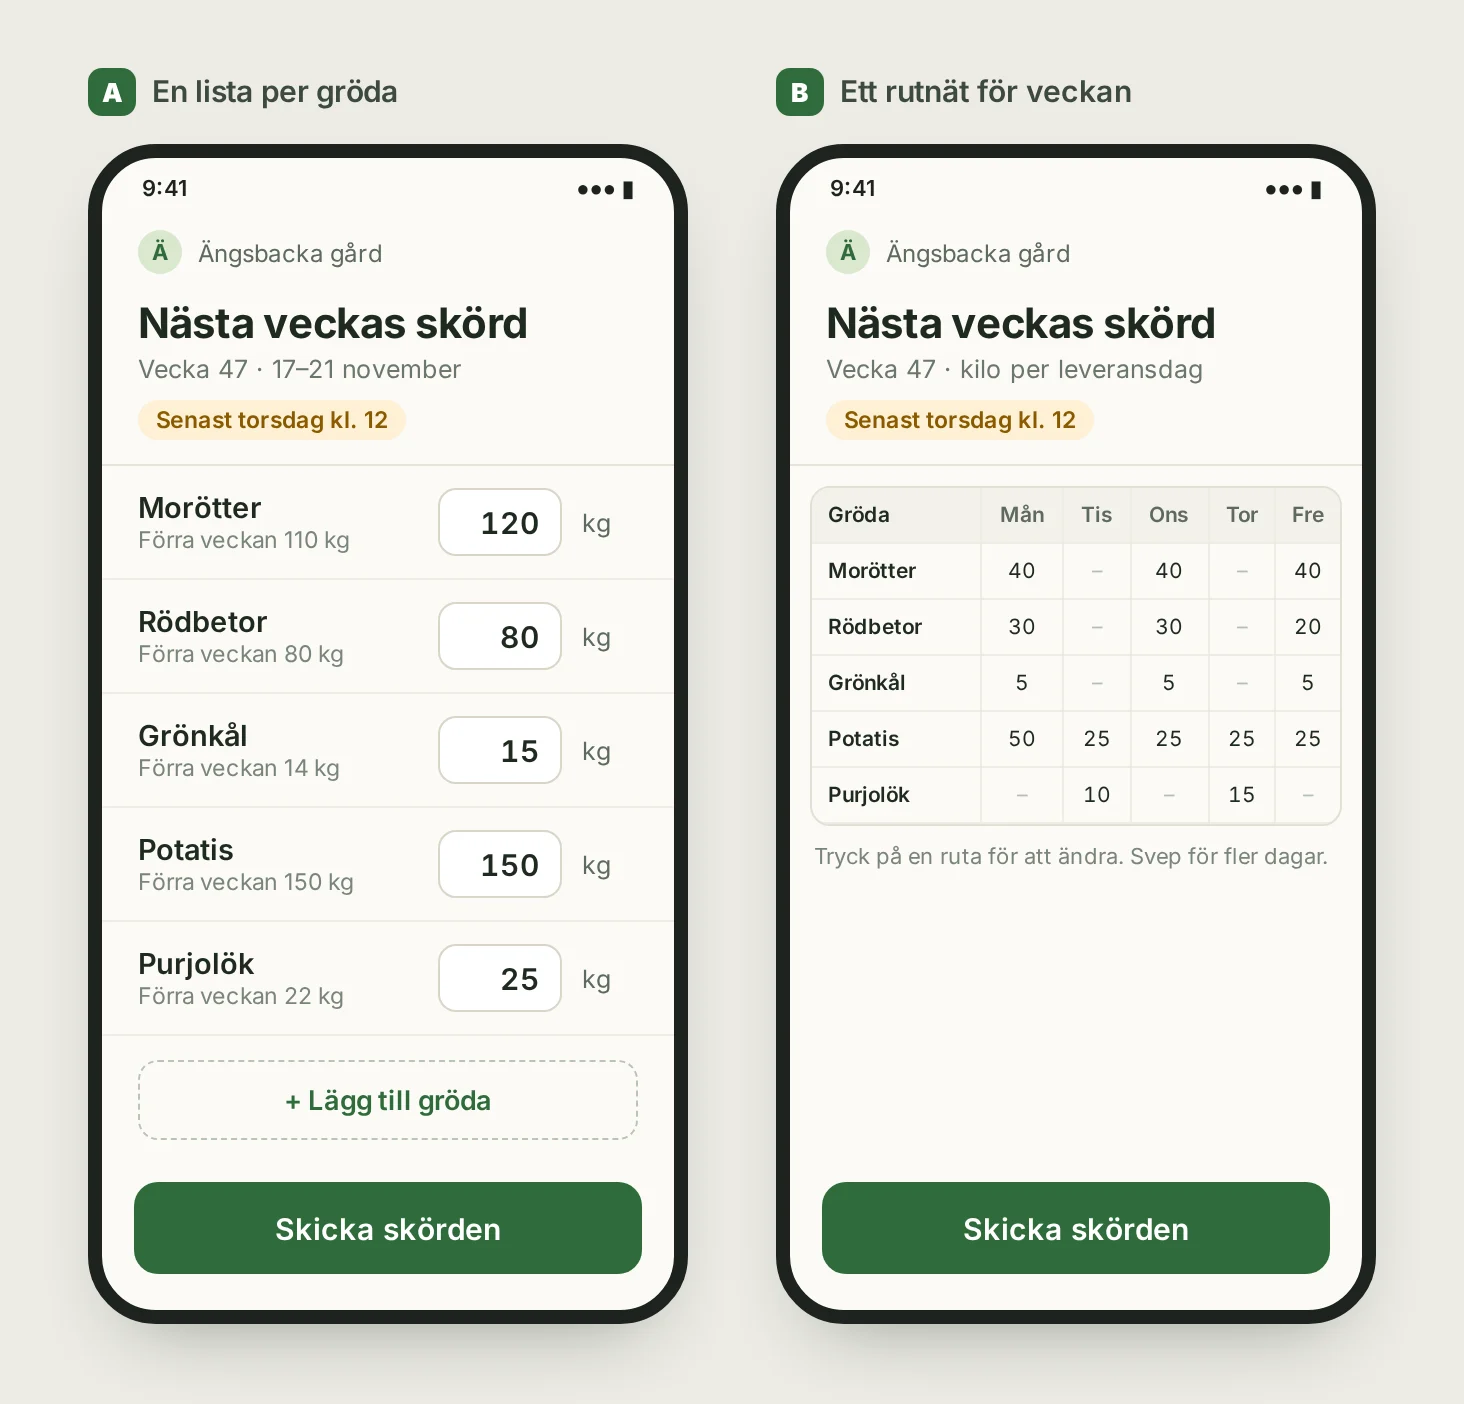 A En lista per gröda
9:41
Ä Ängsbacka gård
Nästa veckas skörd
Vecka 47 · 17–21 november
Senast torsdag kl. 12
Morötter
Förra veckan 110 kg
120 kg
Rödbetor
Förra veckan 80 kg
80 kg
Grönkål
Förra veckan 14 kg
15 kg
Potatis
Förra veckan 150 kg
150 kg
Purjolök
Förra veckan 22 kg
25 kg
+ Lägg till gröda
Skicka skörden
B Ett rutnät för veckan
9:41
Ä Ängsbacka gård
Nästa veckas skörd
Vecka 47 · kilo per leveransdag
Senast torsdag kl. 12
Gröda Mån Tis Ons Tor Fre
Morötter 40 – 40 – 40
Rödbetor 30 – 30 – 20
Grönkål 5 – 5 – 5
Potatis 50 25 25 25 25
Purjolök – 10 – 15 –
Tryck på en ruta för att ändra. Svep för fler dagar.
Skicka skörden